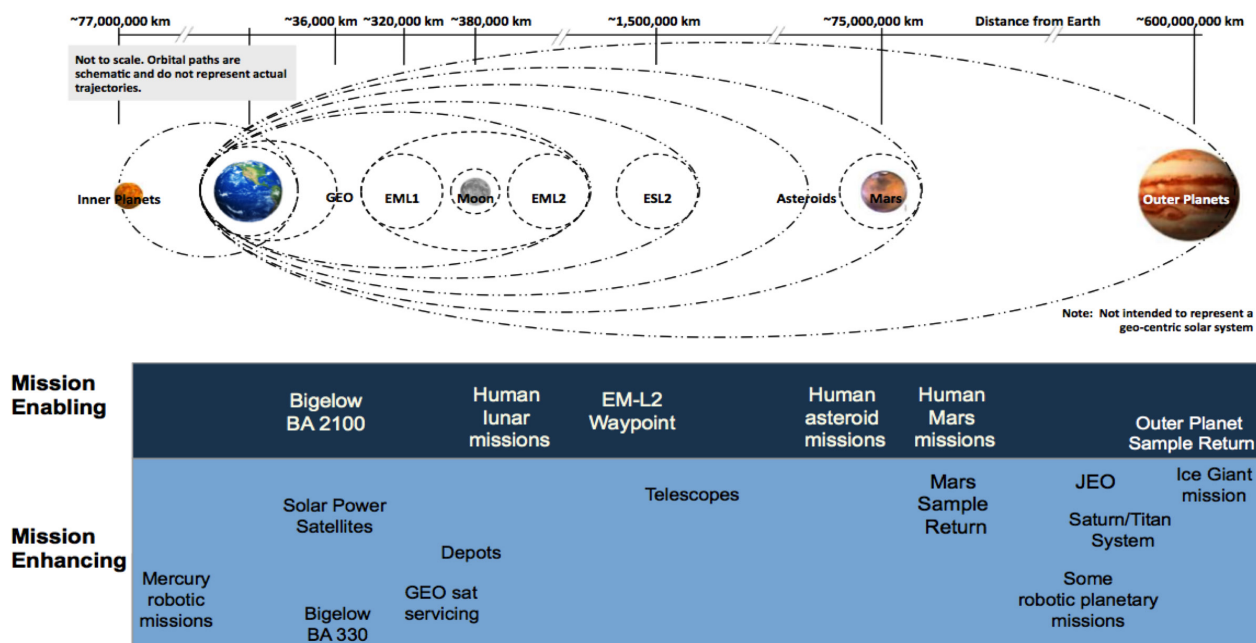 ~77,000,000 km
~36,000 km
~320,000 km
~380,000 km
~1,500,000 km
~75,000,000 km
Distance from Earth
~600,000,000 km
Not to scale. Orbital paths are
schematic and do not represent actual
trajectories.
Inner Planets
GEO
EML1
Moon
EML2
ESL2
Asteroids
Mars
Outer Planets
Note: Not intended to represent a
geo-centric solar system
Mission
Enabling
Bigelow
BA 2100
Human
lunar
missions
EM-L2
Waypoint
Human
asteroid
missions
Human
Mars
missions
Outer Planet
Sample Return
Mission
Enhancing
Mercury
robotic
missions
Solar Power
Satellites
Bigelow
BA 330
Depots
GEO sat
servicing
Telescopes
Mars
Sample
Return
JEO
Saturn/Titan
System
Some
robotic planetary
missions
Ice Giant
mission